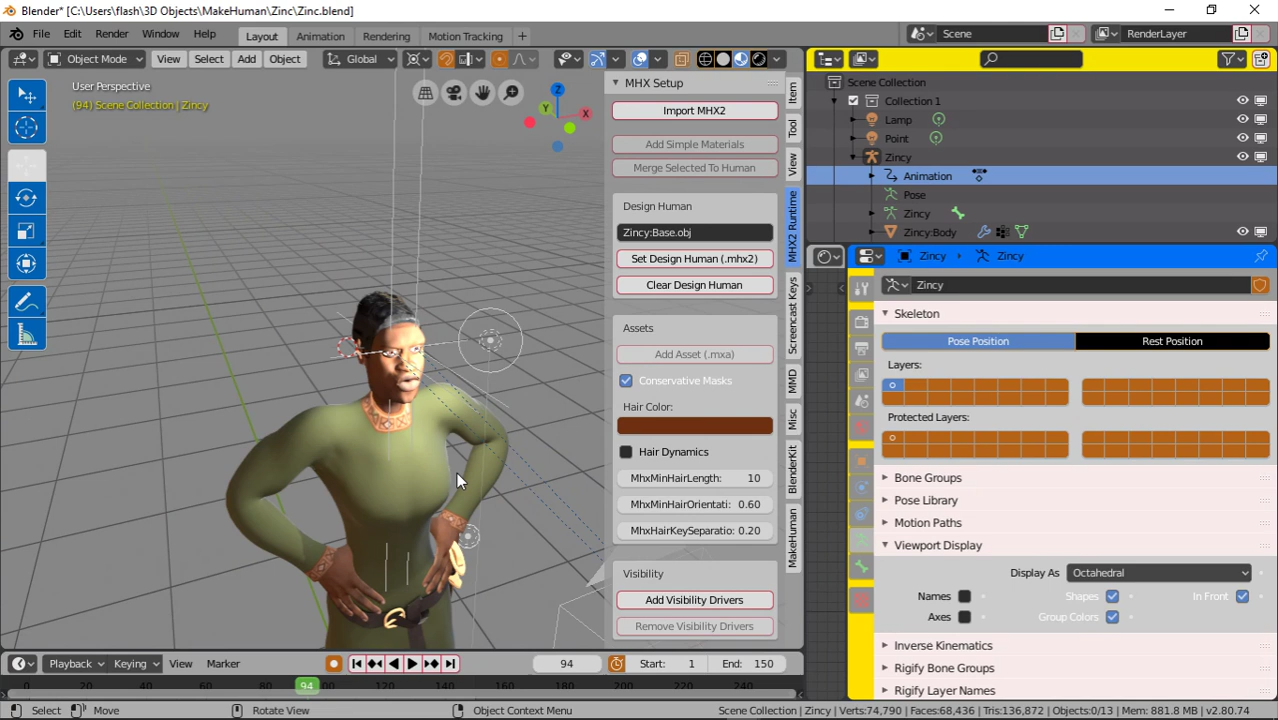 Blender* [C:\Users\flash\3D Objects\MakeHuman\Zinc\Zinc.blend]
File Edit Render Window Help Layout Animation Rendering Motion Tracking + Scene RenderLayer
Object Mode View Select Add Object Global
User Perspective
(94) Scene Collection | Zincy
Z
Y
X
MHX Setup
Import MHX2
Add Simple Materials
Merge Selected To Human
Design Human
Zincy:Base.obj
Set Design Human (.mhx2)
Clear Design Human
Assets
Add Asset (.mxa)
Conservative Masks
Hair Color:
Hair Dynamics
MhxMinHairLength: 10
MhxMinHairOrientati: 0.60
MhxHairKeySeparatio: 0.20
Visibility
Add Visibility Drivers
Remove Visibility Drivers
Item
Tool
View
MHX2 Runtime
Screencast Keys
MMD
Misc
BlenderKit
MakeHuman
Scene Collection
Collection 1
Lamp
Point
Zincy
Animation
Pose
Zincy
Zincy:Body
Zincy Zincy
Zincy
Skeleton
Pose Position Rest Position
Layers:
Protected Layers:
Bone Groups
Pose Library
Motion Paths
Viewport Display
Display As Octahedral
Names Shapes In Front
Axes Group Colors
Inverse Kinematics
Rigify Bone Groups
Rigify Layer Names
Playback Keying View Marker 94 Start: 1 End: 150
0 94 120 160 200 240
Select Move Rotate View Object Context Menu Scene Collection | Zincy | Verts:74,790 | Faces:68,436 | Tris:136,872 | Objects:0/13 | Mem: 881.8 MB | v2.80.74